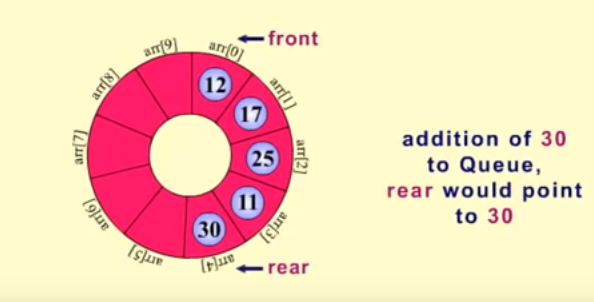 front
arr[9]
arr[0]
arr[8]
12
arr[1]
17
arr[7]
25
arr[2]
addition of 30
to Queue,
rear would point
to 30
arr[6]
11
arr[3]
30
arr[5]
arr[4]
rear